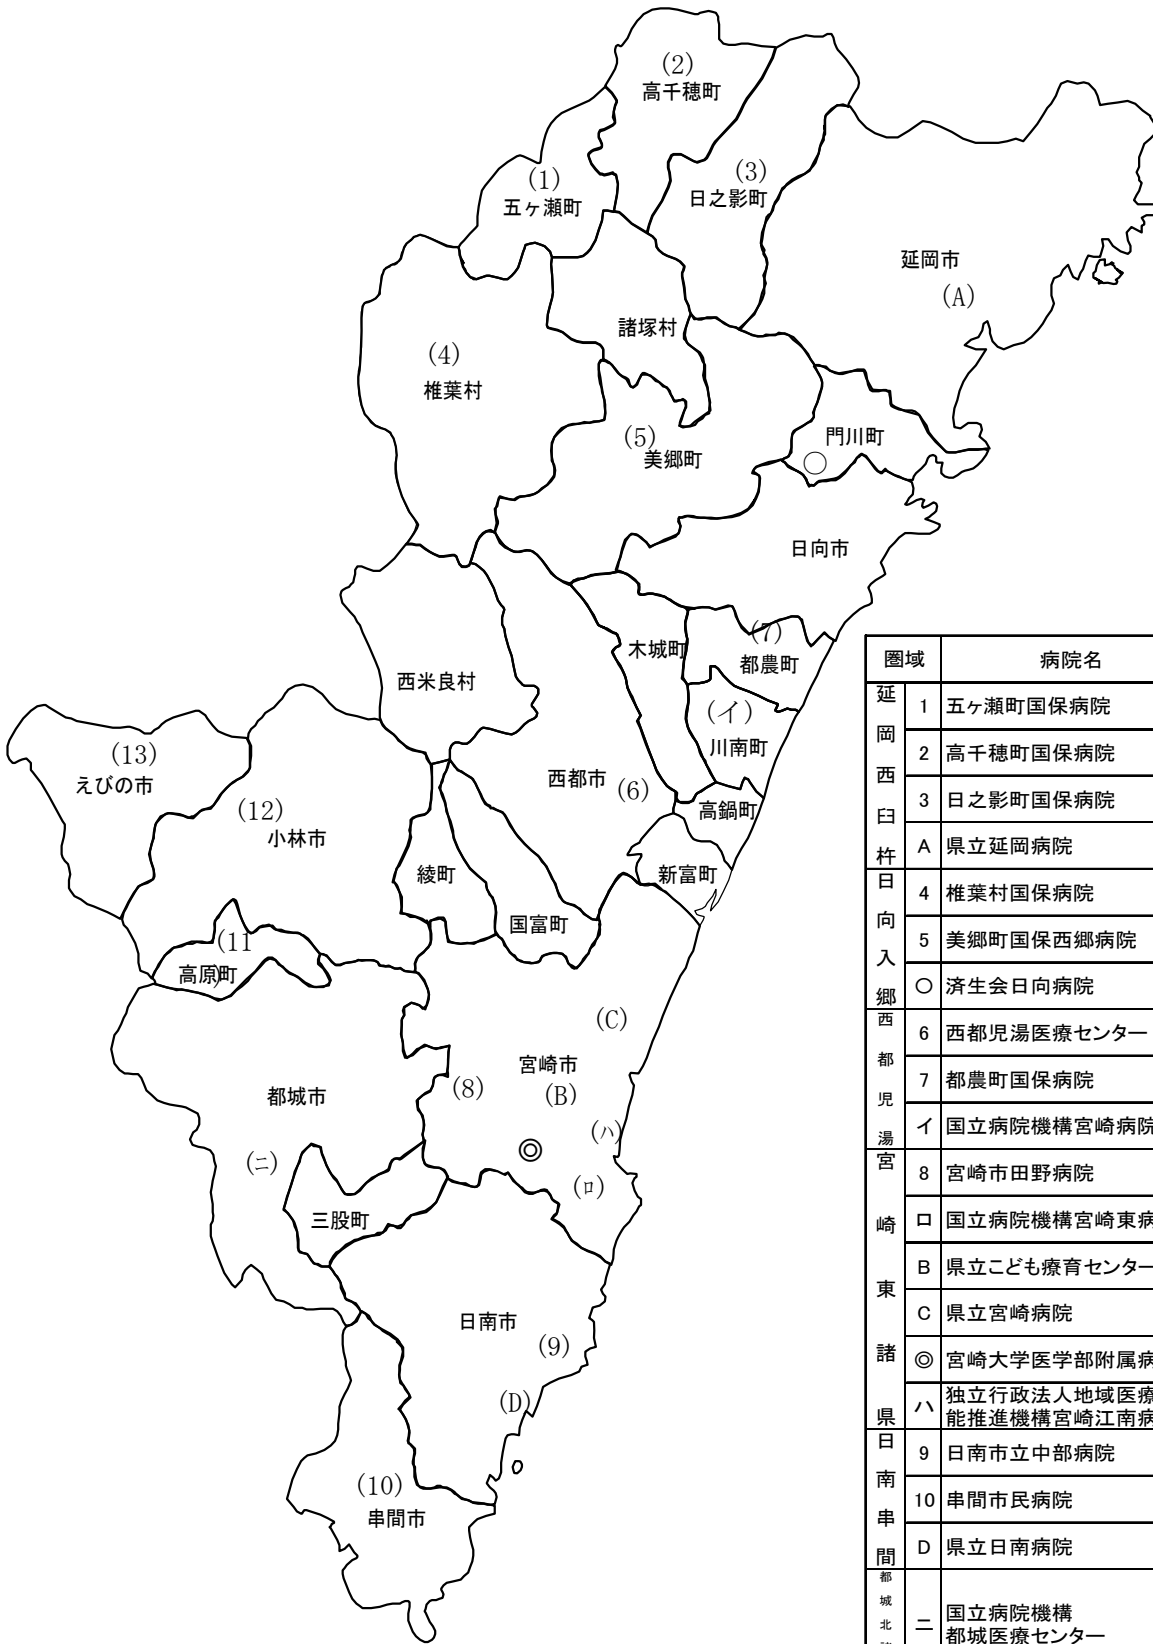 (2)
高千穂町
(1)
五ヶ瀬町
(3)
日之影町
延岡市
(A)
諸塚村
(4)
椎葉村
(5)
美郷町
門川町
○
日向市
木城町
(7)
都農町
西米良村
(イ)
川南町
(13)
えびの市
西都市
(6)
高鍋町
(12)
小林市
綾町
新富町
国富町
(11
)
高原町
(C)
宮崎市
(B)
(8)
都城市
(ハ)
◎
(ニ)
(ロ)
三股町
日南市
(9)
(D)
(10)
串間市
圏域 病院名
延岡西臼杵
1 五ヶ瀬町国保病院
2 高千穂町国保病院
3 日之影町国保病院
A 県立延岡病院
日向入郷
4 椎葉村国保病院
5 美郷町国保西郷病院
○ 済生会日向病院
西都児湯
6 西都児湯医療センター
7 都農町国保病院
イ 国立病院機構宮崎病院
宮崎東諸県
8 宮崎市田野病院
ロ 国立病院機構宮崎東病
B 県立こども療育センター
C 県立宮崎病院
◎ 宮崎大学医学部附属病
ハ 独立行政法人地域医療
能推進機構宮崎江南病
日南串間
9 日南市立中部病院
10 串間市民病院
D 県立日南病院
都城北
ニ 国立病院機構
都城医療センター